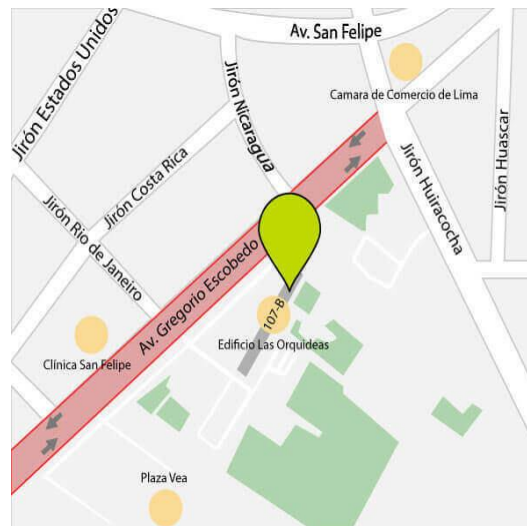 Av. San Felipe
Jirón Estados Unidos
Jirón Nicaragua
Camara de Comercio de Lima
Jirón Costa Rica
Jirón Huascar
Jirón Huiracocha
Jirón Rio de Janeiro
Av. Gregorio Escobedo
107-B
Edificio Las Orquideas
Clínica San Felipe
Plaza Vea